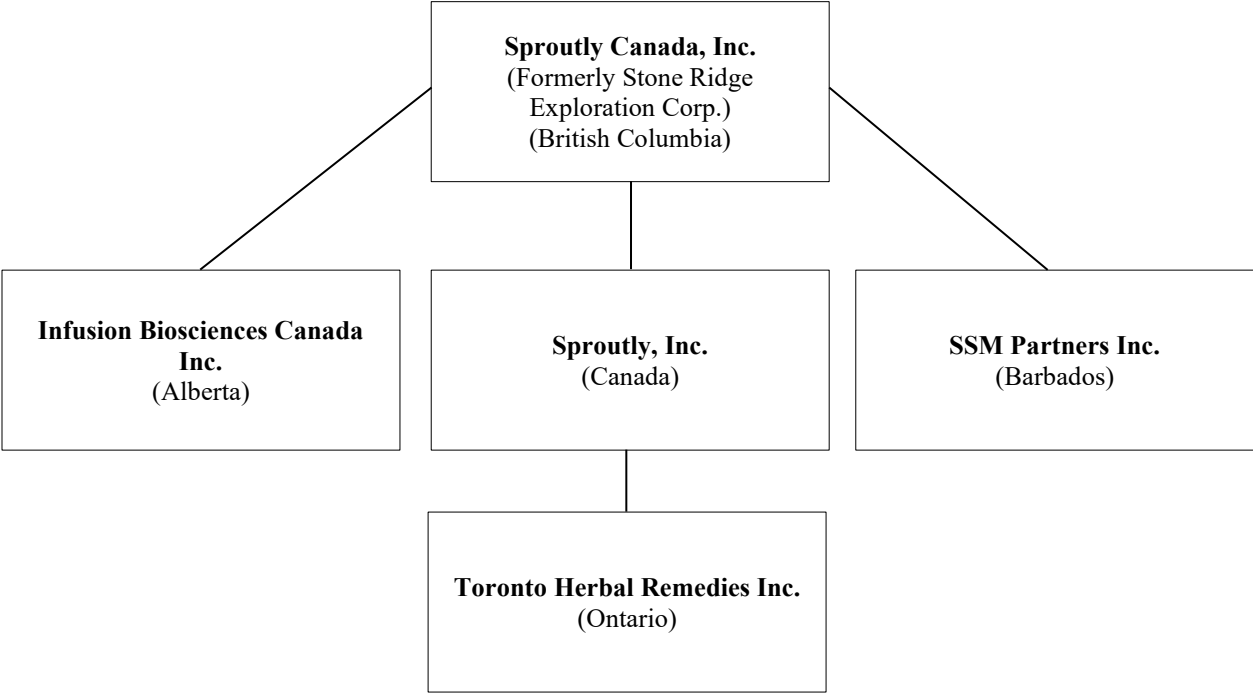 Sproutly Canada, Inc.
(Formerly Stone Ridge
Exploration Corp.)
(British Columbia)
Infusion Biosciences Canada
Inc.
(Alberta)
Sproutly, Inc.
(Canada)
SSM Partners Inc.
(Barbados)
Toronto Herbal Remedies Inc.
(Ontario)